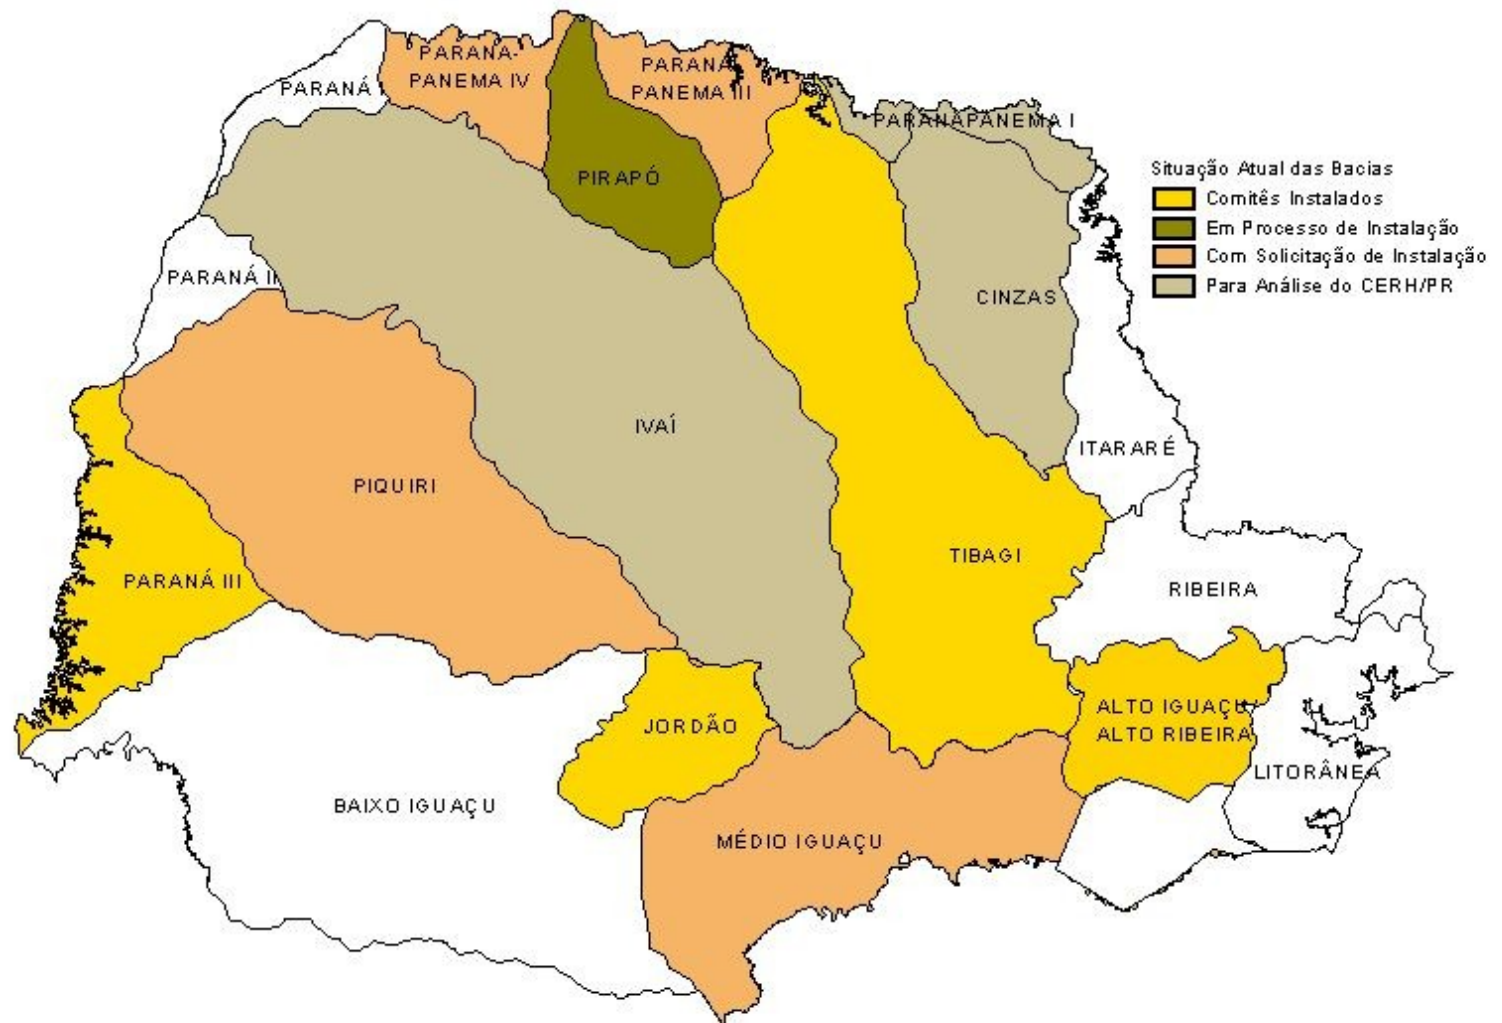 PARANÁ I
PARANA-
PANEMA IV
PARANÁ
PANEMA III
PARANAPANEMA I
PIRAPÓ
Situação Atual das Bacias
Comitês Instalados
Em Processo de Instalação
Com Solicitação de Instalação
Para Análise do CERH/PR
PARANÁ II
CINZAS
IVAÍ
ITARARÉ
PIQUIRI
TIBAGI
PARANÁ III
RIBEIRA
JORDÃO
ALTO IGUAÇU/
ALTO RIBEIRA
LITORÂNEA
BAIXO IGUAÇU
MÉDIO IGUAÇU